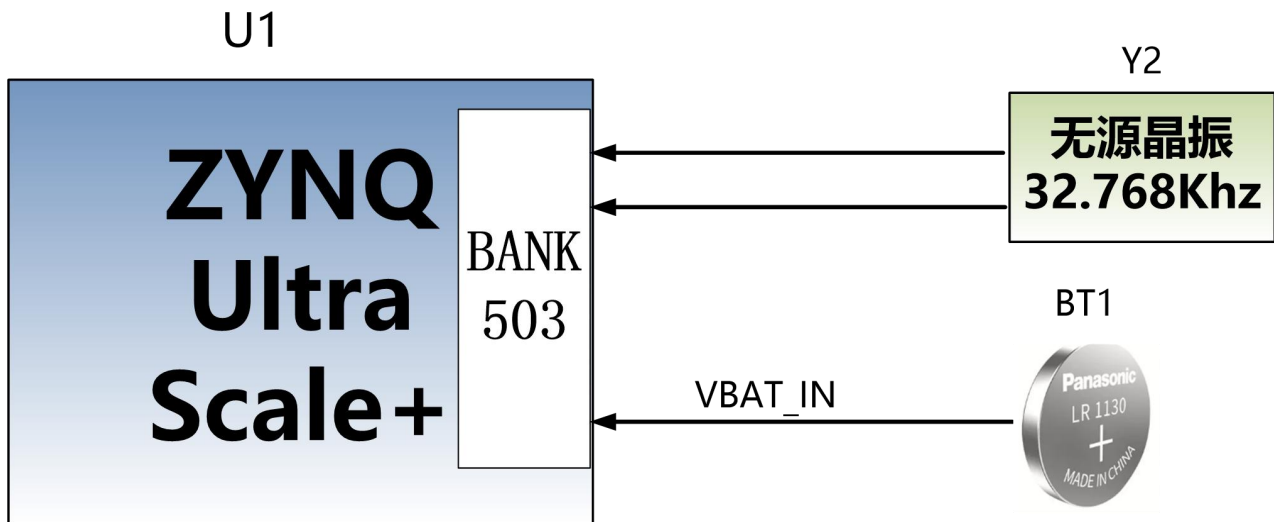 U1
ZYNQ
Ultra
Scale+
BANK
503
Y2
无源晶振
32.768Khz
BT1
VBAT_IN
Panasonic
LR 1130
MADE IN CHINA